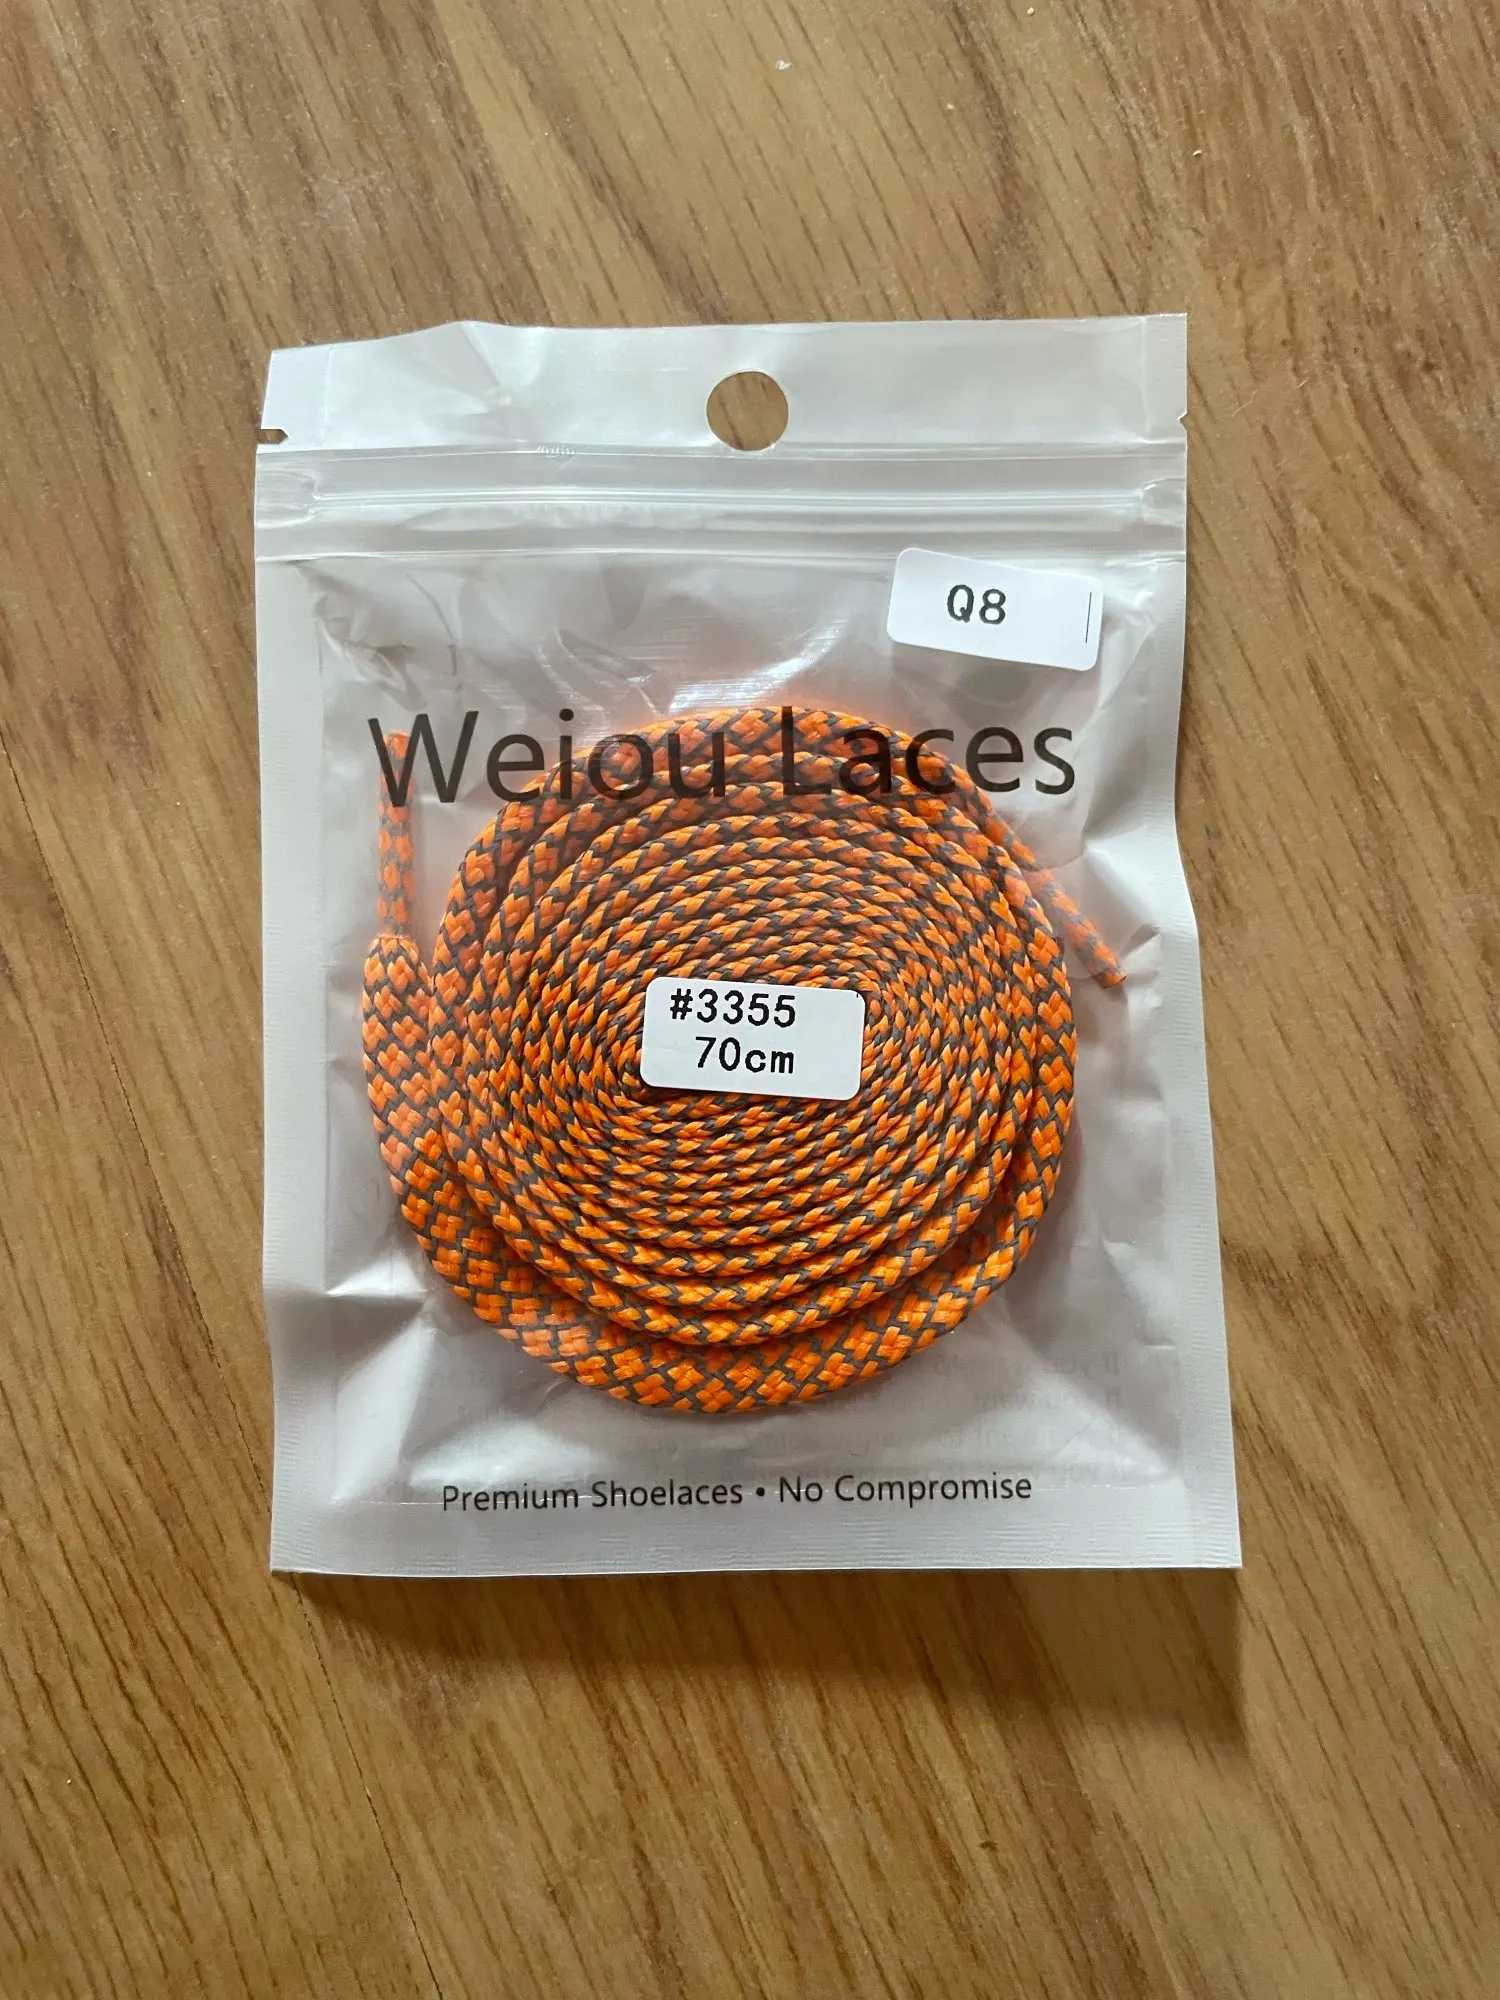 Q8
Weiou Laces
#3355
70cm
Premium Shoelaces • No Compromise